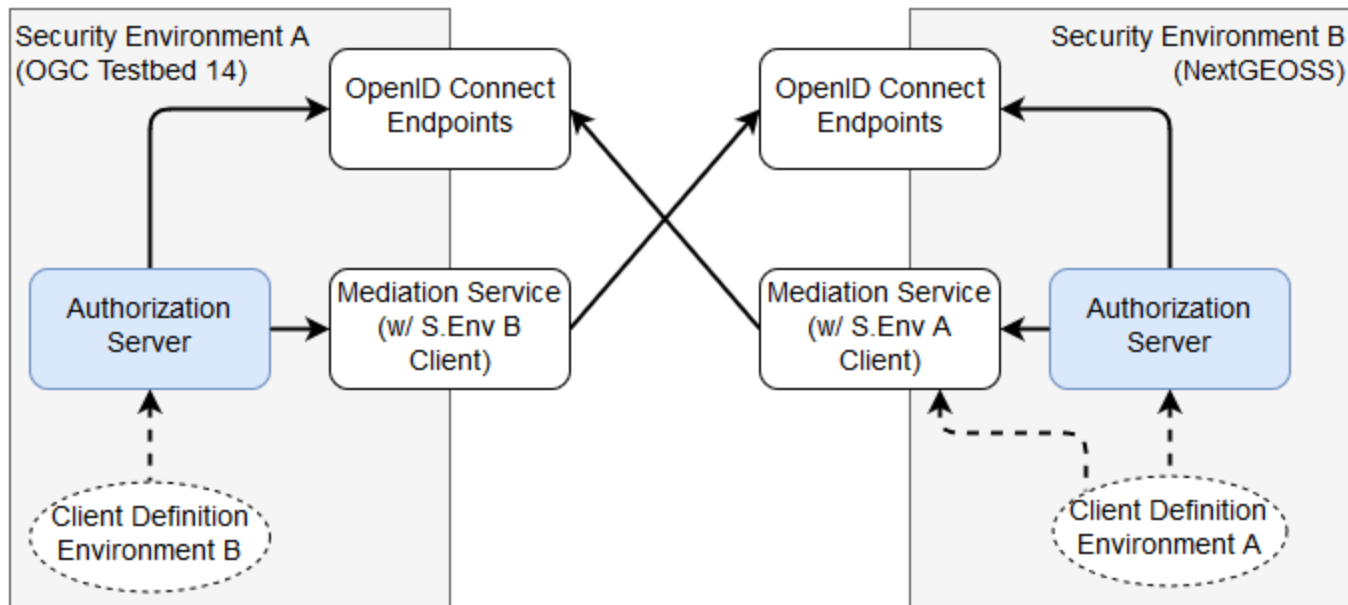 Security Environment A
(OGC Testbed 14)
OpenID Connect
Endpoints
OpenID Connect
Endpoints
Security Environment B
(NextGEOSS)
Authorization
Server
Mediation Service
(w/ S.Env B
Client)
Mediation Service
(w/ S.Env A
Client)
Authorization
Server
Client Definition
Environment B
Client Definition
Environment A